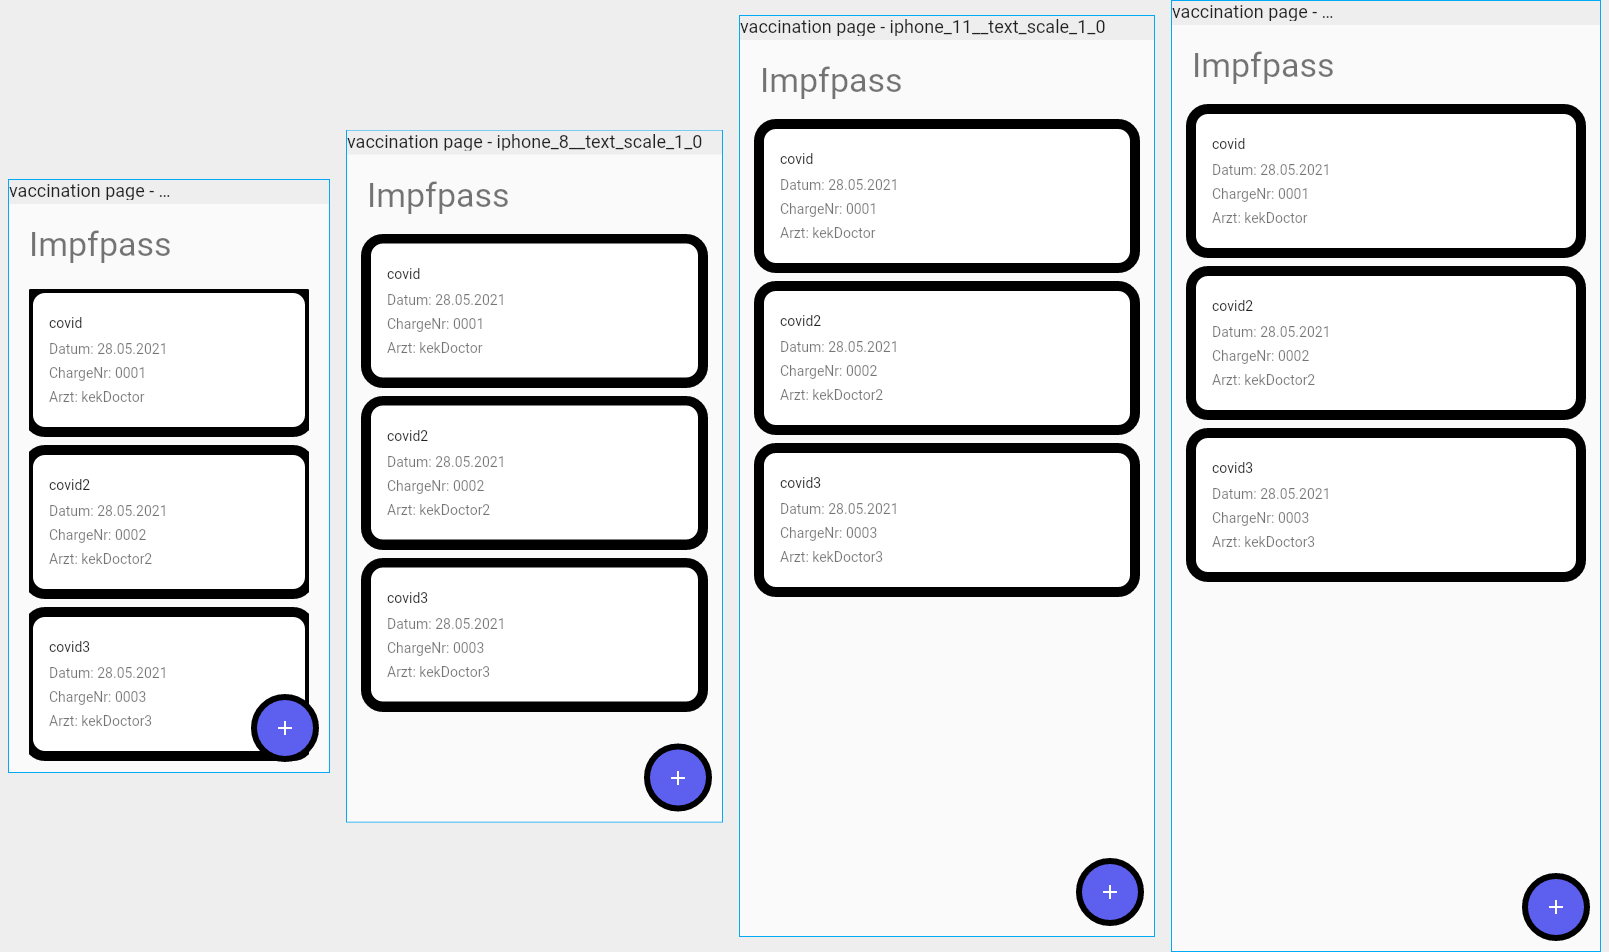 vaccination page - ...
Impfpass
covid
Datum: 28.05.2021
ChargeNr: 0001
Arzt: kekDoctor
covid2
Datum: 28.05.2021
ChargeNr: 0002
Arzt: kekDoctor2
covid3
Datum: 28.05.2021
ChargeNr: 0003
Arzt: kekDoctor3
vaccination page - iphone_8__text_scale_1_0
Impfpass
covid
Datum: 28.05.2021
ChargeNr: 0001
Arzt: kekDoctor
covid2
Datum: 28.05.2021
ChargeNr: 0002
Arzt: kekDoctor2
covid3
Datum: 28.05.2021
ChargeNr: 0003
Arzt: kekDoctor3
vaccination page - iphone_11__text_scale_1_0
Impfpass
covid
Datum: 28.05.2021
ChargeNr: 0001
Arzt: kekDoctor
covid2
Datum: 28.05.2021
ChargeNr: 0002
Arzt: kekDoctor2
covid3
Datum: 28.05.2021
ChargeNr: 0003
Arzt: kekDoctor3
vaccination page - ...
Impfpass
covid
Datum: 28.05.2021
ChargeNr: 0001
Arzt: kekDoctor
covid2
Datum: 28.05.2021
ChargeNr: 0002
Arzt: kekDoctor2
covid3
Datum: 28.05.2021
ChargeNr: 0003
Arzt: kekDoctor3